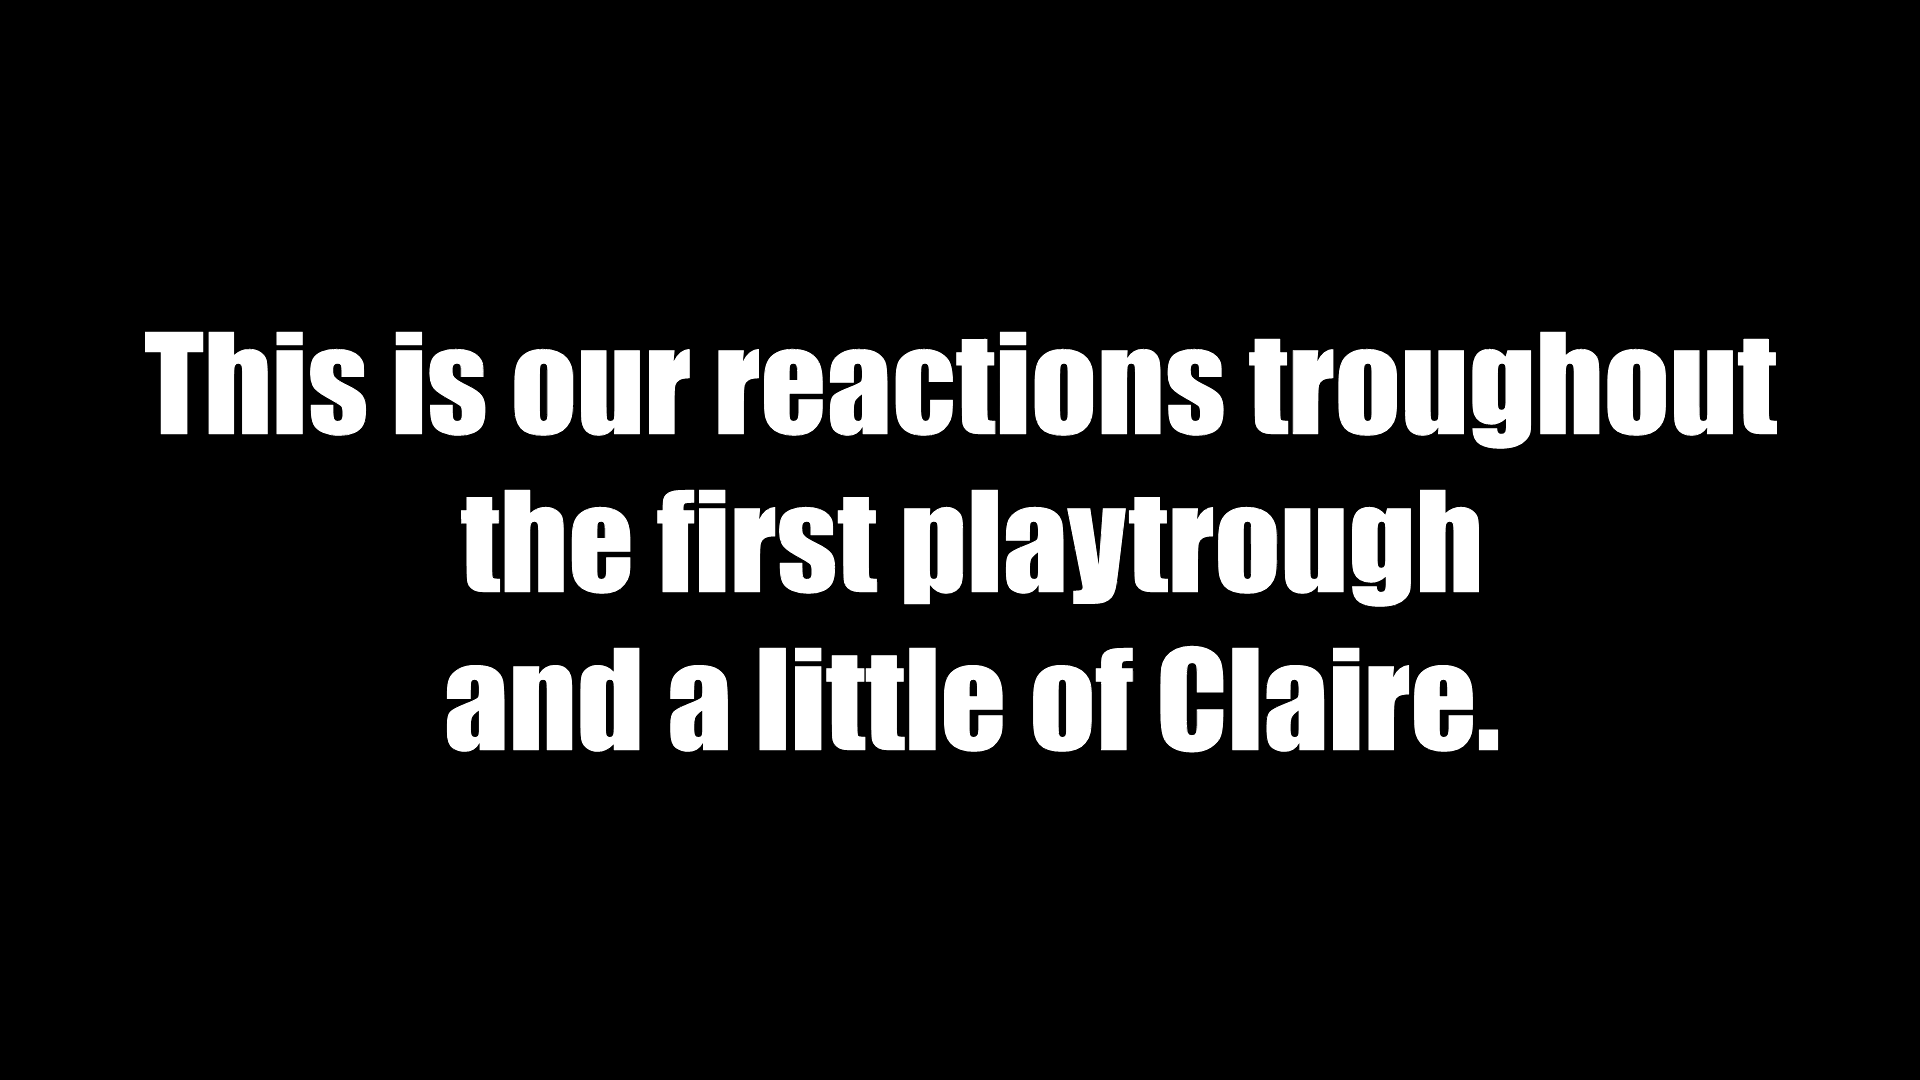 This is our reactions troughout
the first playtrough
and a little of Claire.